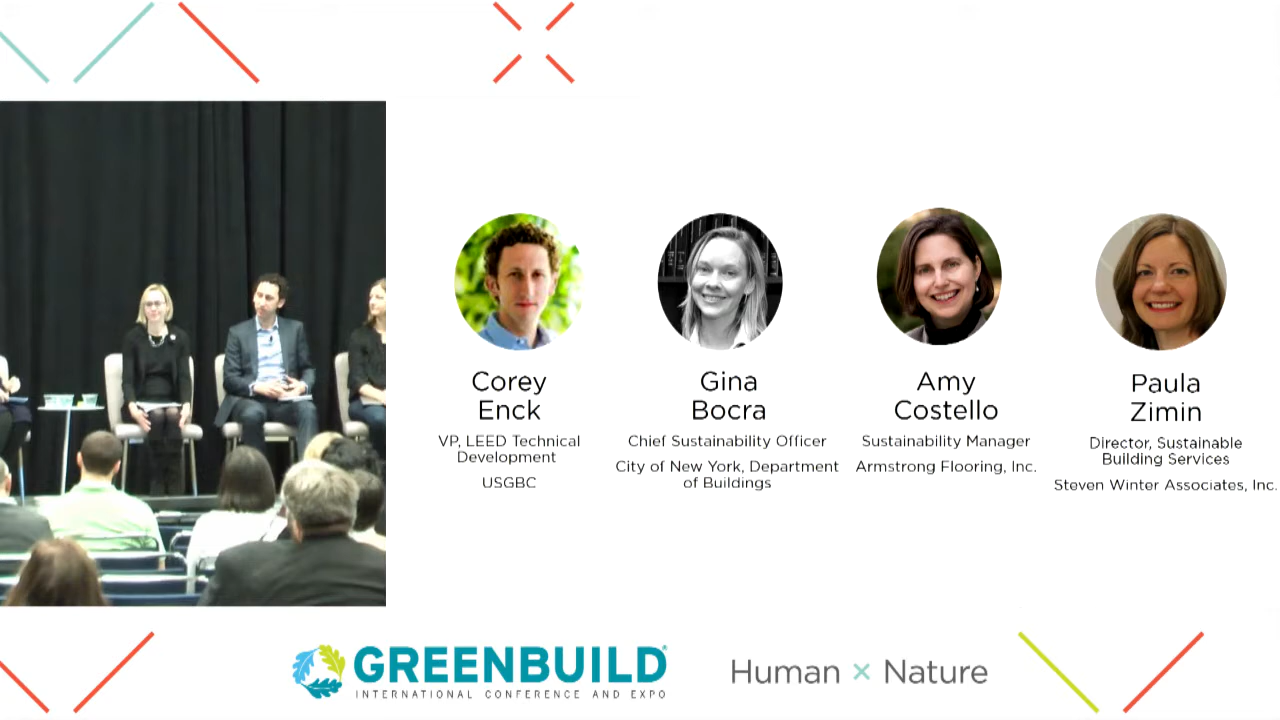 Corey
Enck
VP, LEED Technical
Development
USGBC
Gina
Bocra
Chief Sustainability Officer
City of New York, Department
of Buildings
Amy
Costello
Sustainability Manager
Armstrong Flooring, Inc.
Paula
Zimin
Director, Sustainable
Building Services
Steven Winter Associates, Inc.
GREENBUILD®
INTERNATIONAL CONFERENCE AND EXPO
Human × Nature